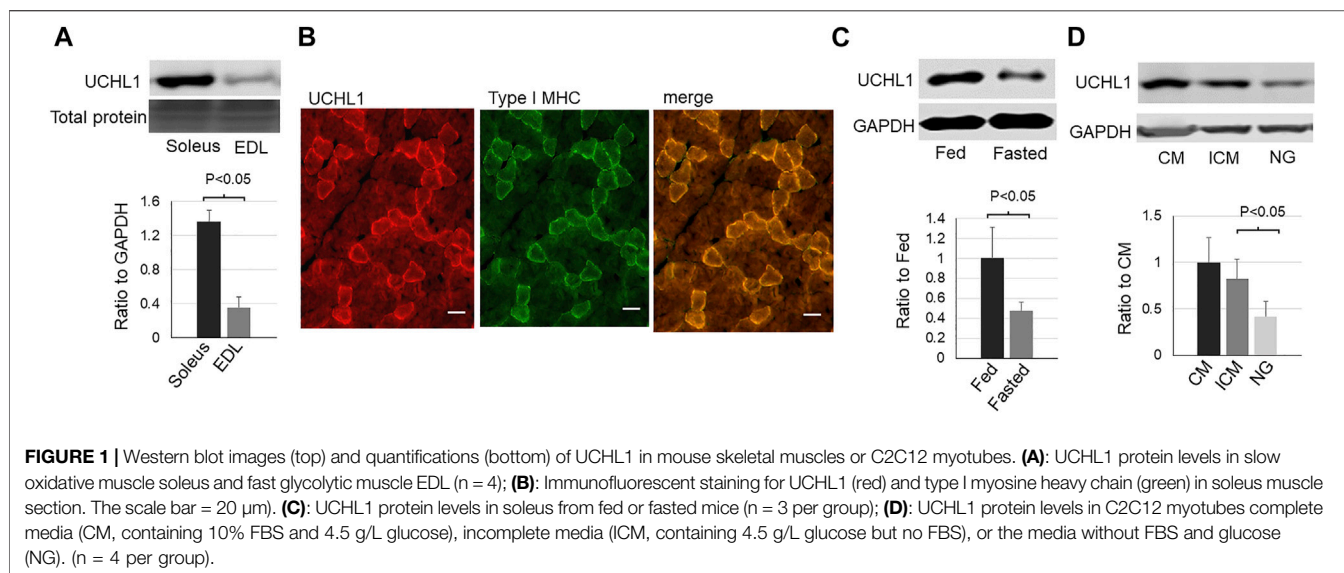 A
UCHL1
Total protein
Soleus EDL
P<0.05
1.6
1.2
0.8
0.4
0
Ratio to GAPDH
Soleus
EDL
B
UCHL1
Type I MHC
merge
C
UCHL1
GAPDH
Fed Fasted
P<0.05
1.4
1.2
1
0.8
0.6
0.4
0.2
0
Ratio to Fed
Fed
Fasted
D
UCHL1
GAPDH
CM ICM NG
P<0.05
1.5
1
0.5
0
Ratio to CM
CM
ICM
NG
FIGURE 1 | Western blot images (top) and quantifications (bottom) of UCHL1 in mouse skeletal muscles or C2C12 myotubes. (A): UCHL1 protein levels in slow
oxidative muscle soleus and fast glycolytic muscle EDL (n = 4); (B): Immunofluorescent staining for UCHL1 (red) and type I myosine heavy chain (green) in soleus muscle
section. The scale bar = 20 µm). (C): UCHL1 protein levels in soleus from fed or fasted mice (n = 3 per group); (D): UCHL1 protein levels in C2C12 myotubes complete
media (CM, containing 10% FBS and 4.5 g/L glucose), incomplete media (ICM, containing 4.5 g/L glucose but no FBS), or the media without FBS and glucose
(NG). (n = 4 per group).